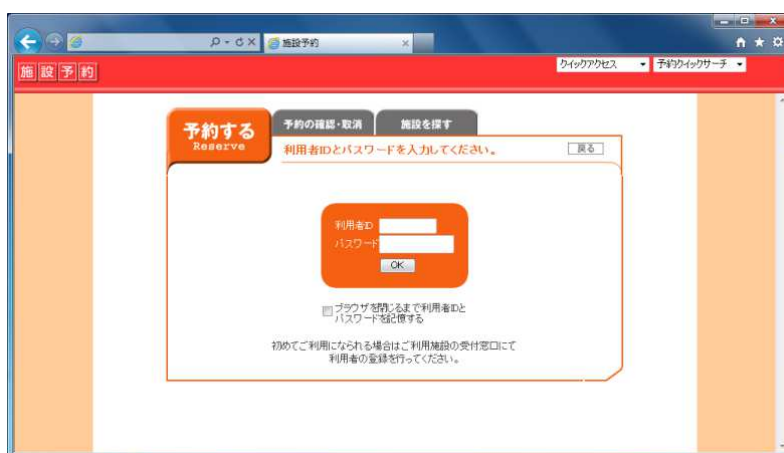 施設予約
施設予約
クイックアクセス
予約クイックサーチ
予約する
Reserve
予約の確認・取消
施設を探す
利用者IDとパスワードを入力してください。
戻る
利用者ID
パスワード
OK
ブラウザを閉じるまで利用者IDと
パスワードを記憶する
初めてご利用になられる場合はご利用施設の受付窓口にて
利用者の登録を行ってください。